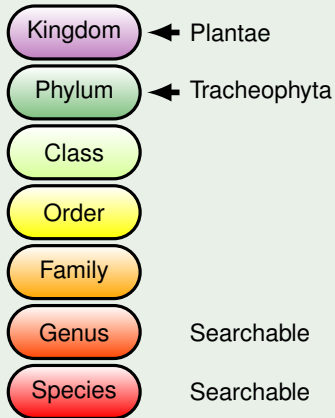 Kingdom Plantae
Phylum Tracheophyta
Class
Order
Family
Genus Searchable
Species Searchable